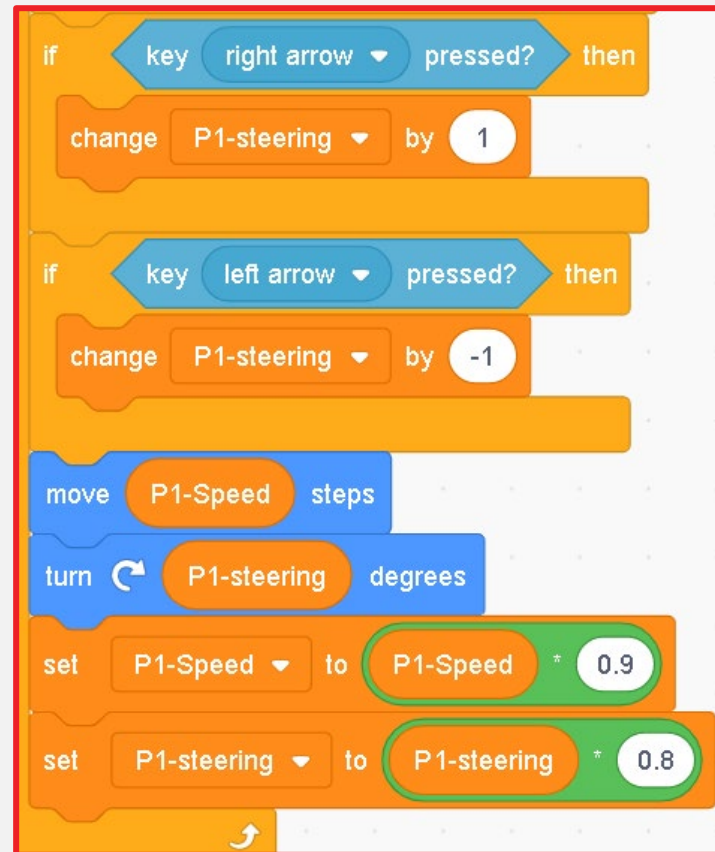 if key right arrow pressed? then
change P1-steering by 1
if key left arrow pressed? then
change P1-steering by -1
move P1-Speed steps
turn P1-steering degrees
set P1-Speed to P1-Speed * 0.9
set P1-steering to P1-steering * 0.8